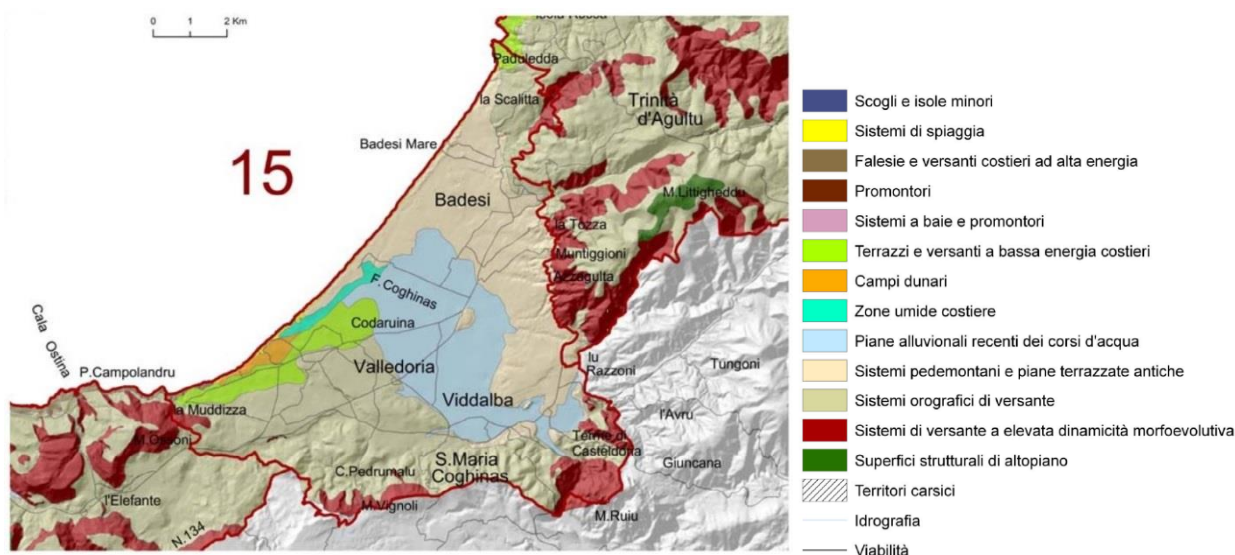 0 1 2 Km
Isola Rossa
Paduledda
la Scalitta
Trinità
d'Agultu
Badesi Mare
15
M.Littigheddu
Badesi
la Tozza
Muntiggioni
Azzagulta
F. Coghinas
Cala Ostina
Codaruina
P.Campolandru
Valledoria
lu
Razzoni
Tungoni
Viddalba
la Muddizza
l'Avru
M.Ossoni
Terme di
Casteldoria
S.Maria
Coghinas
Giuncana
C.Pedrumalu
l'Elefante
M.Vignoli
M.Ruiu
N.134
Scogli e isole minori
Sistemi di spiaggia
Falesie e versanti costieri ad alta energia
Promontori
Sistemi a baie e promontori
Terrazzi e versanti a bassa energia costieri
Campi dunari
Zone umide costiere
Piane alluvionali recenti dei corsi d'acqua
Sistemi pedemontani e piane terrazzate antiche
Sistemi orografici di versante
Sistemi di versante a elevata dinamicità morfoevolutiva
Superfici strutturali di altopiano
Territori carsici
Idrografia
Viabilità